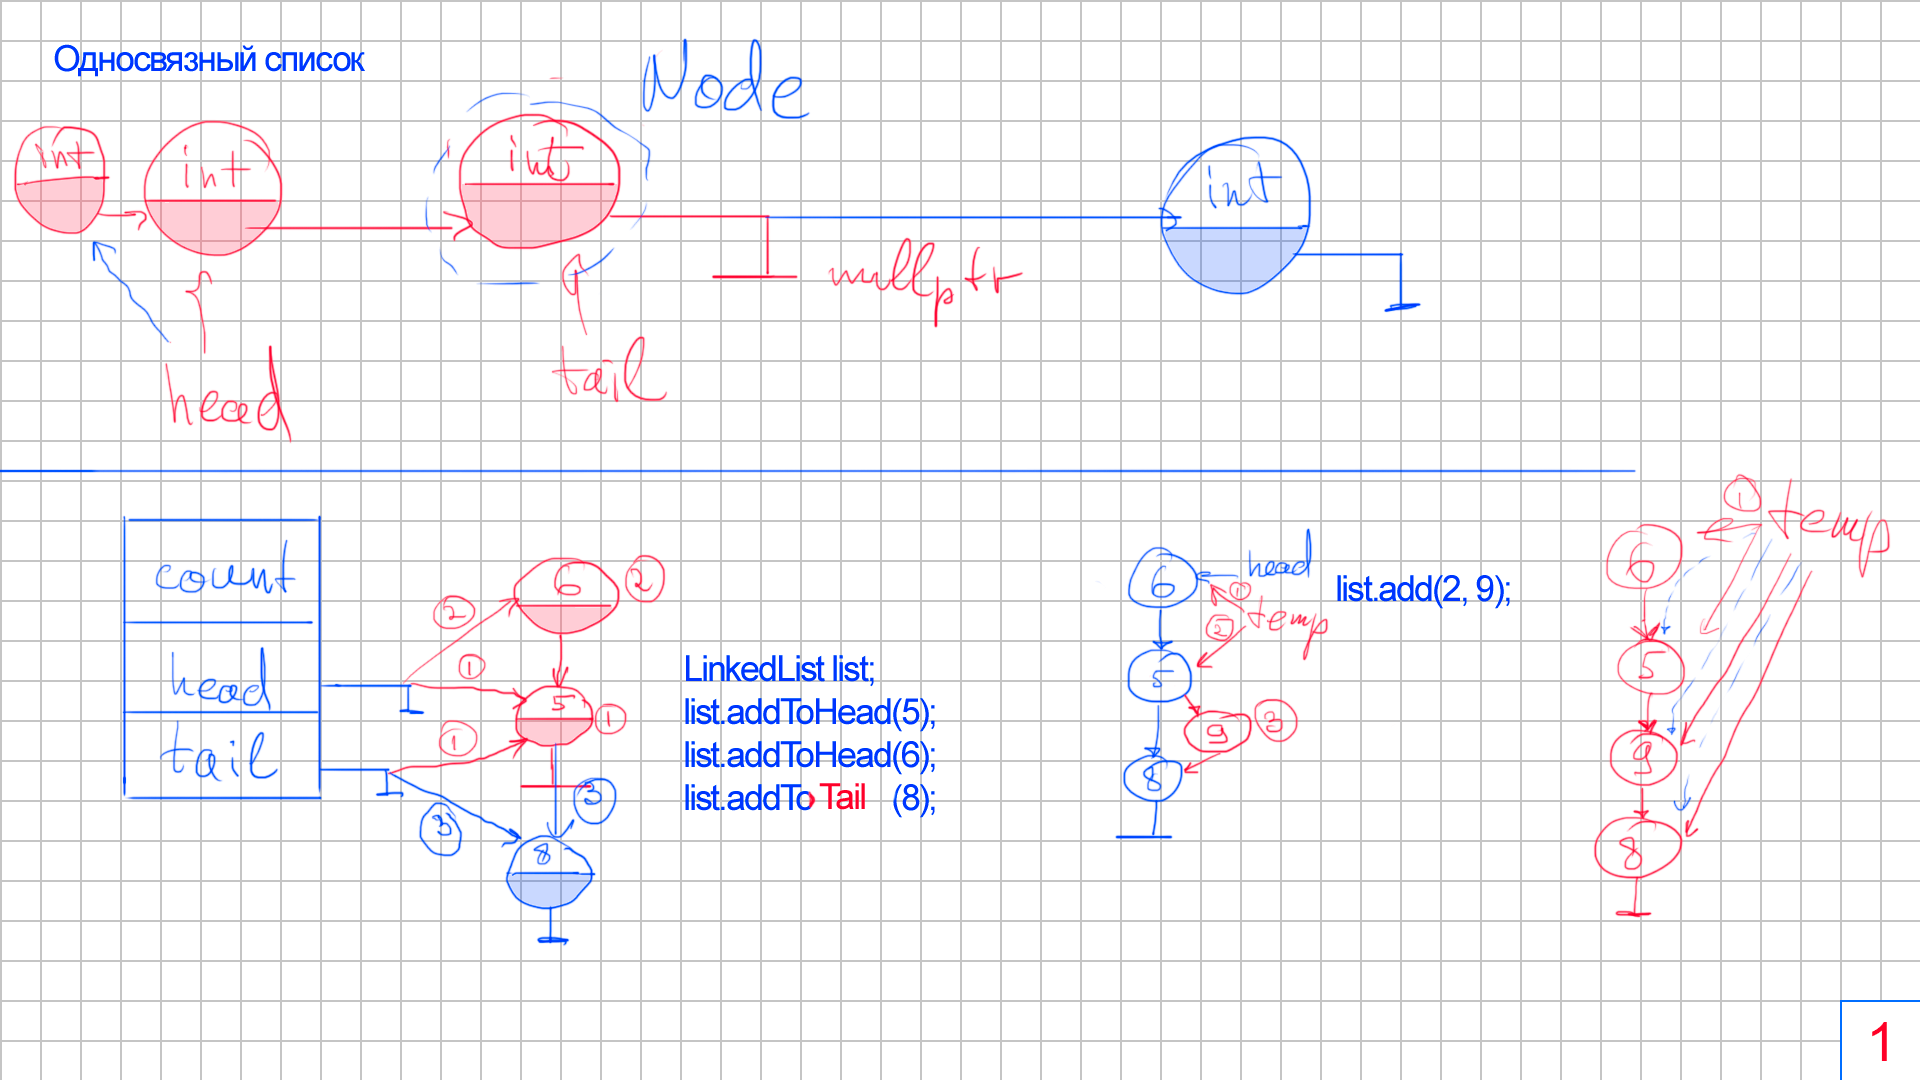 Односвязный список
Node
int
int
int
int
nullptr
head
tail
count
head
tail
2
1
1
3
6
2
5
1
3
8
LinkedList list;
list.addToHead(5);
list.addToHead(6);
list.addTo Tail (8);
6
head
1
temp
2
5
9
3
8
list.add(2, 9);
1
temp
6
5
9
8
1